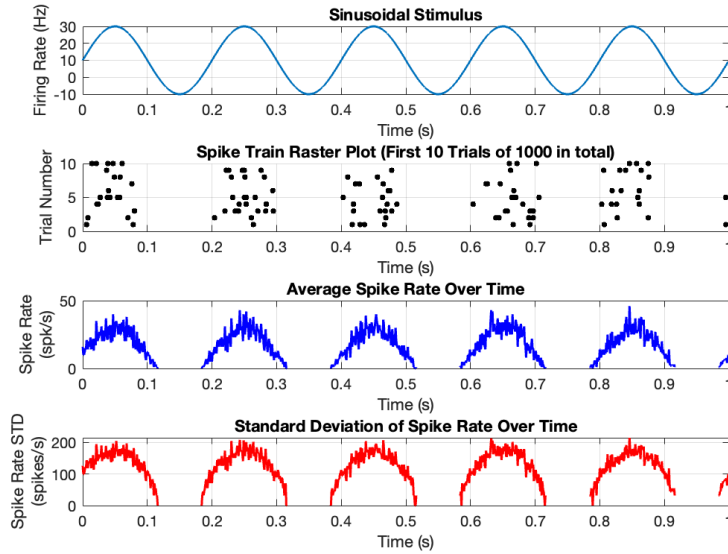 Sinusoidal Stimulus
Firing Rate (Hz)
30
20
10
0
-10
0 0.1 0.2 0.3 0.4 0.5 0.6 0.7 0.8 0.9 1
Time (s)
Spike Train Raster Plot (First 10 Trials of 1000 in total)
Trial Number
10
5
0
0 0.1 0.2 0.3 0.4 0.5 0.6 0.7 0.8 0.9 1
Time (s)
Average Spike Rate Over Time
Spike Rate
(spk/s)
50
0
0 0.1 0.2 0.3 0.4 0.5 0.6 0.7 0.8 0.9 1
Time (s)
Standard Deviation of Spike Rate Over Time
Spike Rate STD
(spikes/s)
200
100
0
0 0.1 0.2 0.3 0.4 0.5 0.6 0.7 0.8 0.9 1
Time (s)